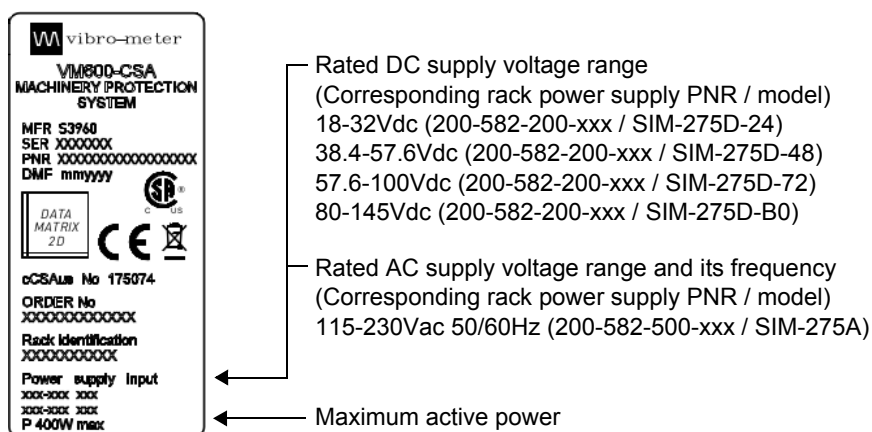 vibro-meter
VM600-CSA
MACHINERY PROTECTION
SYSTEM
MFR S3960
SER XXXXXXX
PNR XXXXXXXXXXXXXXXXX
DMF mmyyyy
C US
DATA
MATRIX
2D
CE
cCSAus No 175074
ORDER No
XXXXXXXXXXXXX
Rack Identification
XXXXXXXXXXX
Power supply Input
xxx-xxx xxx
xxx-xxx xxx
P 400W max
Rated DC supply voltage range
(Corresponding rack power supply PNR / model)
18-32Vdc (200-582-200-xxx / SIM-275D-24)
38.4-57.6Vdc (200-582-200-xxx / SIM-275D-48)
57.6-100Vdc (200-582-200-xxx / SIM-275D-72)
80-145Vdc (200-582-200-xxx / SIM-275D-B0)
Rated AC supply voltage range and its frequency
(Corresponding rack power supply PNR / model)
115-230Vac 50/60Hz (200-582-500-xxx / SIM-275A)
Maximum active power